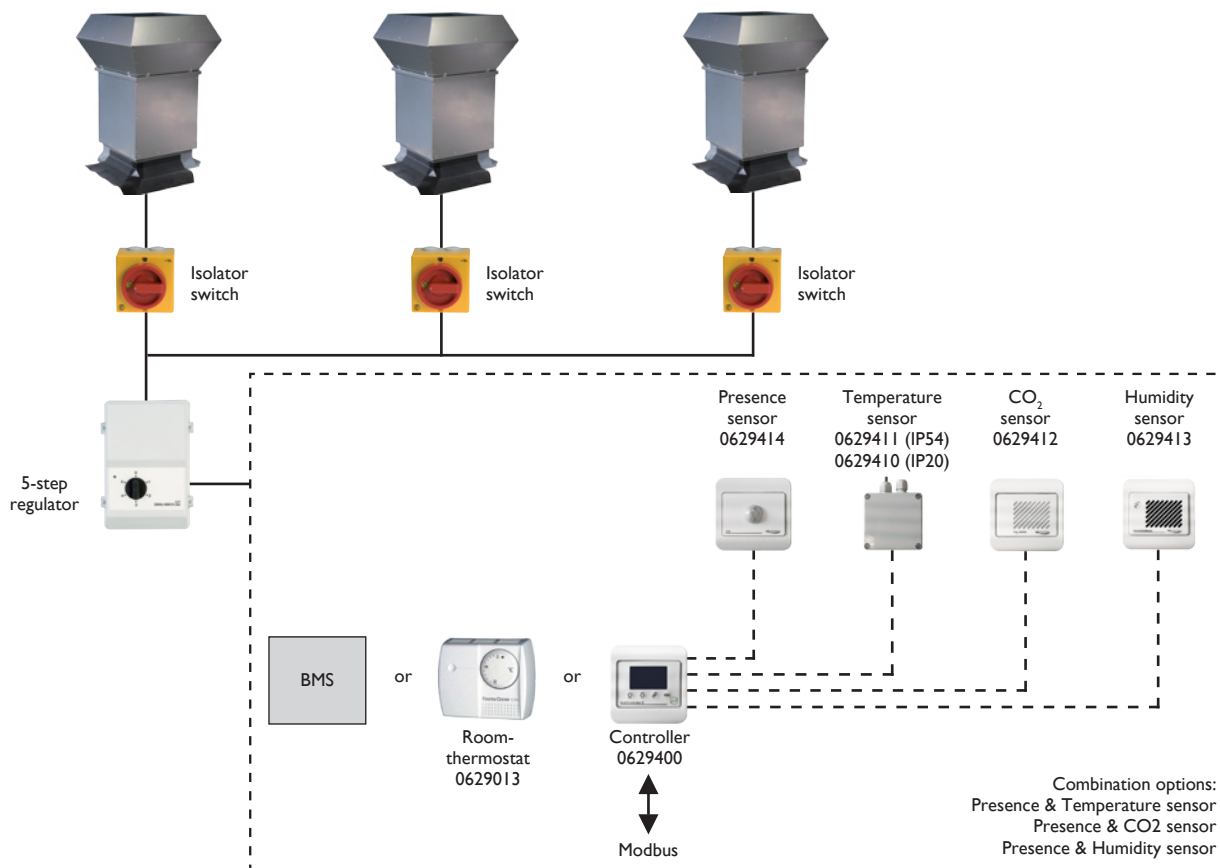 Isolator
switch
Isolator
switch
Isolator
switch
Presence
sensor
0629414
Temperature
sensor
0629411 (IP54)
0629410 (IP20)
CO₂
sensor
0629412
Humidity
sensor
0629413
5-step
regulator
BMS
or
or
Room-
thermostat
0629013
Controller
0629400
Modbus
Combination options:
Presence & Temperature sensor
Presence & CO2 sensor
Presence & Humidity sensor